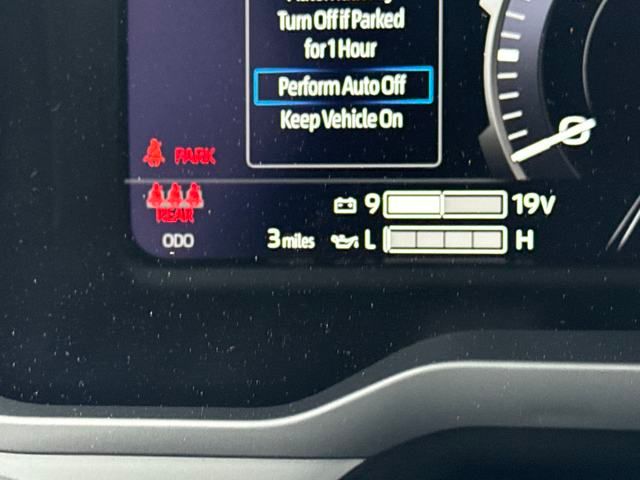 Turn Off if Parked
for 1 Hour
Perform Auto Off
Keep Vehicle On
PARK
REAR
9 19V
ODO 3 miles L H
0